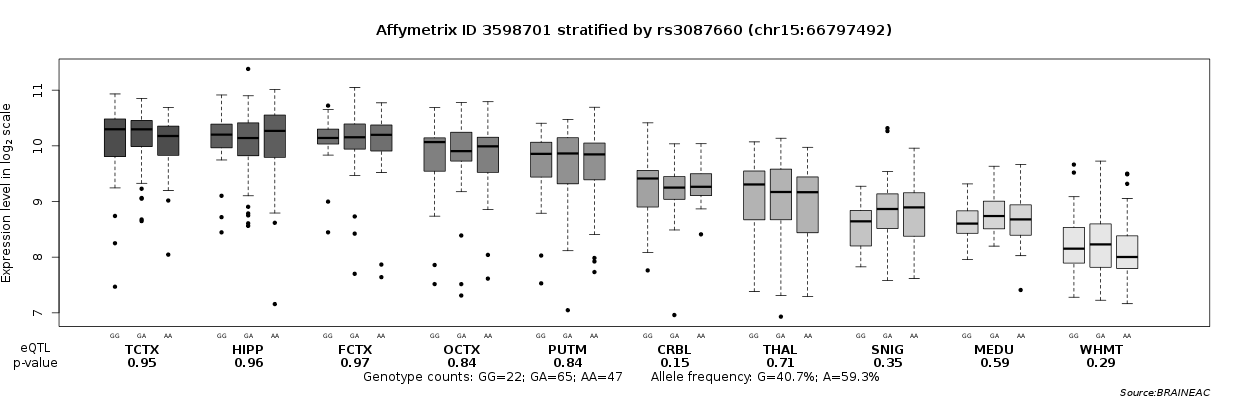 Affymetrix ID 3598701 stratified by rs3087660 (chr15:66797492)
Expression level in log2 scale
11
10
9
8
7
GG GA AA GG GA AA GG GA AA GG GA AA GG GA AA GG GA AA GG GA AA GG GA AA GG GA AA GG GA AA
eQTL TCTX HIPP FCTX OCTX PUTM CRBL THAL SNIG MEDU WHMT
p-value 0.95 0.96 0.97 0.84 0.84 0.15 0.71 0.35 0.59 0.29
Genotype counts: GG=22; GA=65; AA=47 Allele frequency: G=40.7%; A=59.3%
Source:BRAINEAC